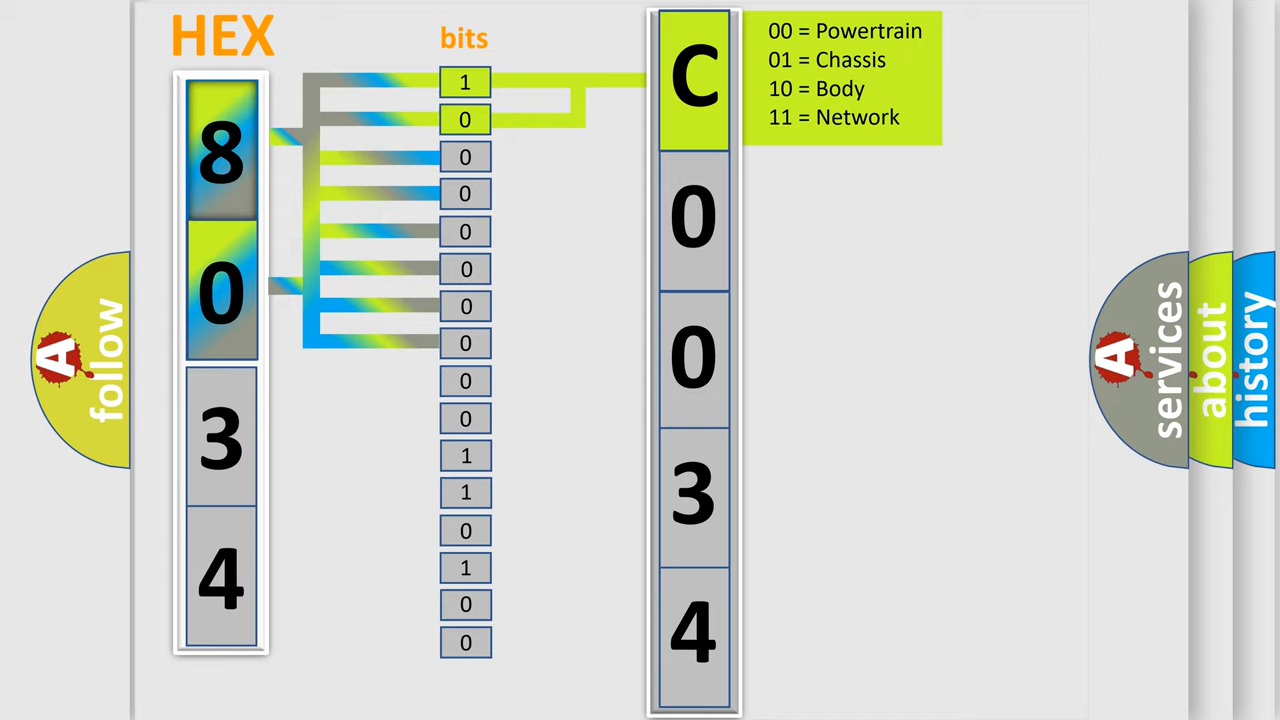 HEX
bits
8
0
3
4
1
0
0
0
0
0
0
0
0
0
1
1
0
1
0
0
C
0
0
3
4
00 = Powertrain
01 = Chassis
10 = Body
11 = Network
A
follow
A
services
about
history